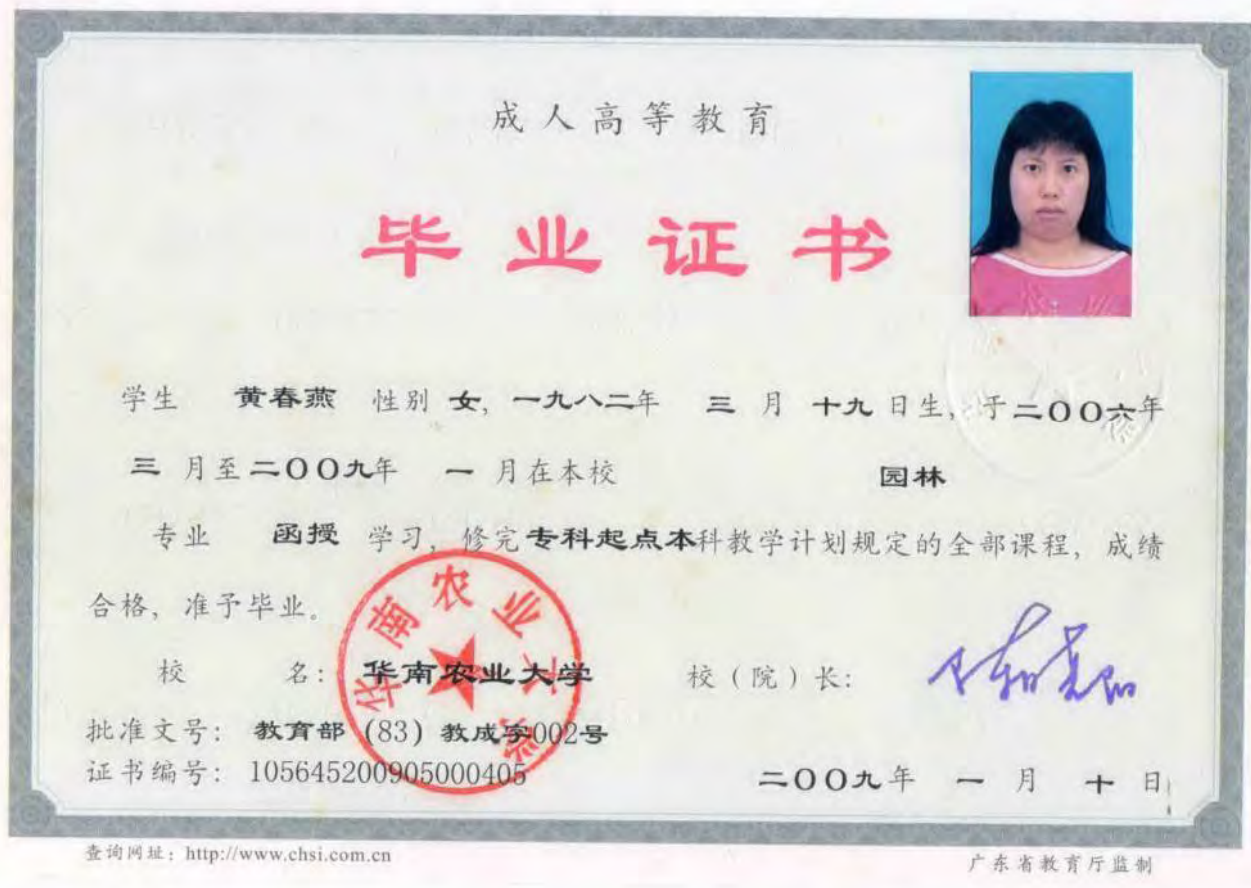 成人高等教育
毕业证书
学生 黄春燕 性别 女, 一九八二年 三 月 十九 日生, 于二〇〇六年
三 月至二〇〇九年 一 月在本校 园林
专业 函授 学习, 修完专科起点本科教学计划规定的全部课程, 成绩
合格, 准予毕业。
校 名: 华南农业大学 校(院)长:
批准文号: 教育部 (83) 教成字002号
证书编号: 105645200905000405 二〇〇九年 一 月 十 日
华南农业大学
查询网址: http://www.chsi.com.cn 广东省教育厅监制